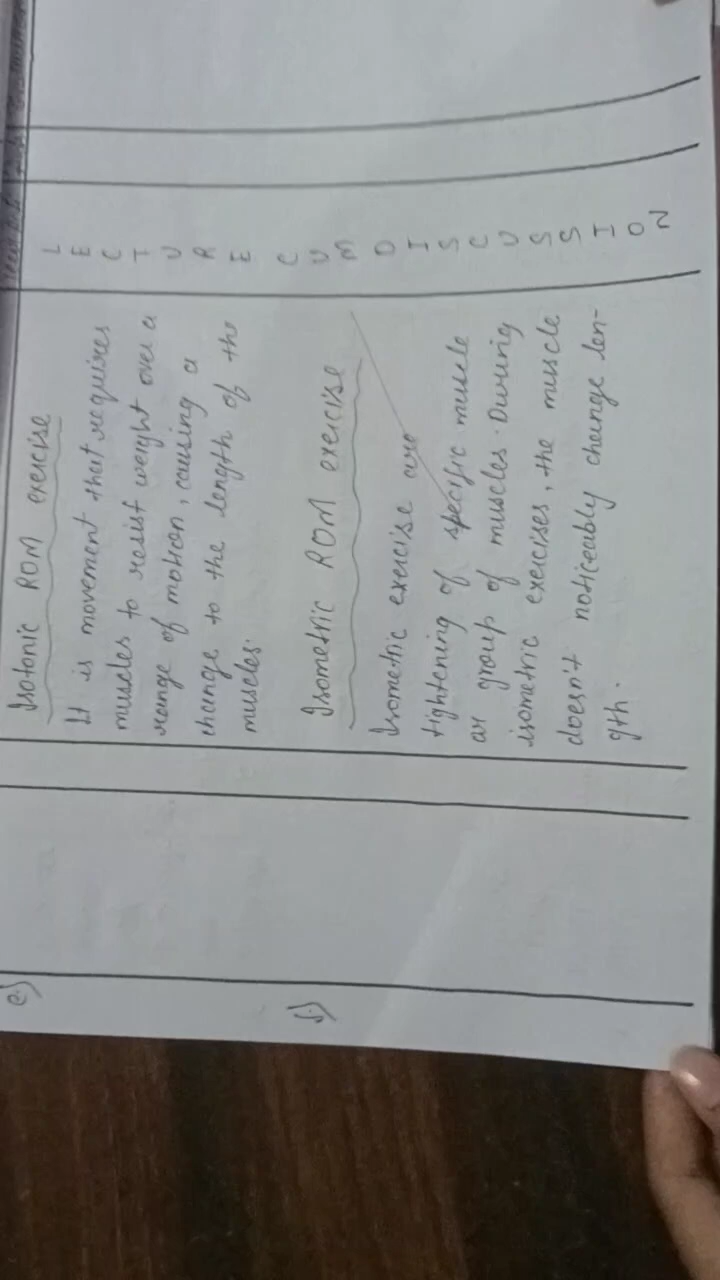 e.)
Isotonic ROM exercise
It is movement that requires
muscles to resist weight over a
range of motion, causing a
change to the length of the
muscles.
f.)
Isometric ROM exercise
Isometric exercise are
tightening of specific muscle
or group of muscles. During
isometric exercises, the muscle
doesn't noticeably change len-
gth.
L
E
C
T
U
R
E
C
U
M
D
I
S
C
U
S
S
I
O
N